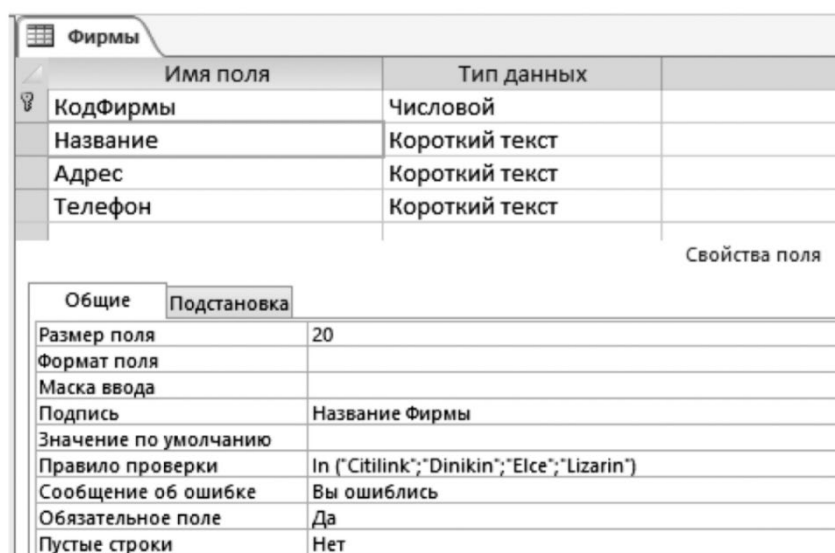 Фирмы
Имя поля Тип данных
КодФирмы Числовой
Название Короткий текст
Адрес Короткий текст
Телефон Короткий текст
Свойства поля
Общие Подстановка
Размер поля 20
Формат поля
Маска ввода
Подпись Название Фирмы
Значение по умолчанию
Правило проверки In ("Citilink";"Dinikin";"Elce";"Lizarin")
Сообщение об ошибке Вы ошиблись
Обязательное поле Да
Пустые строки Нет